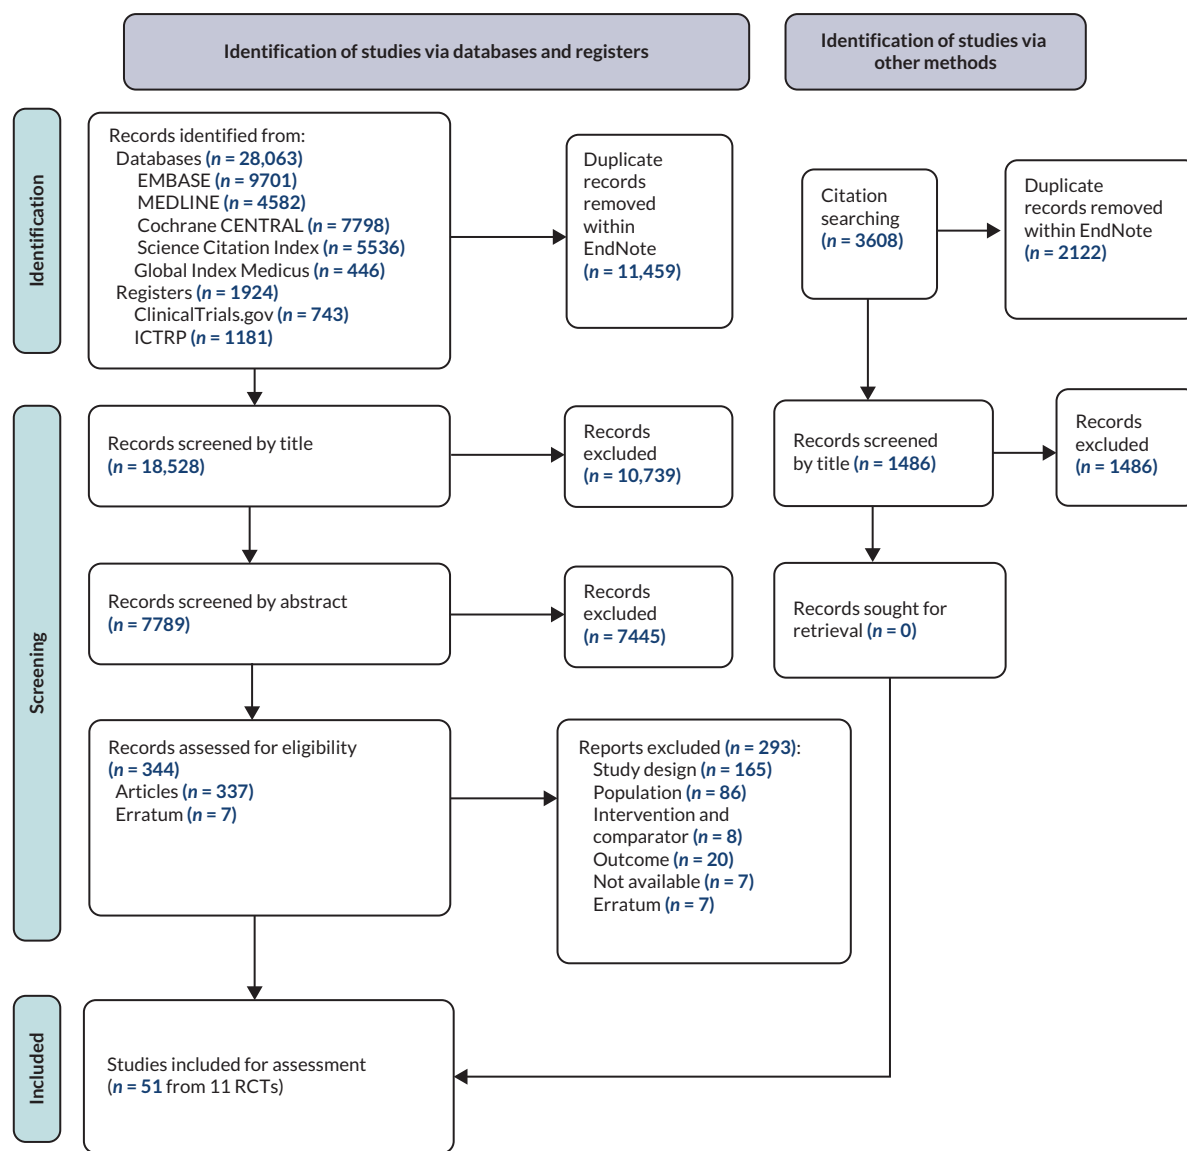 Identification of studies via databases and registers
Identification of studies via
other methods
Identification
Records identified from:
Databases (n = 28,063)
EMBASE (n = 9701)
MEDLINE (n = 4582)
Cochrane CENTRAL (n = 7798)
Science Citation Index (n = 5536)
Global Index Medicus (n = 446)
Registers (n = 1924)
ClinicalTrials.gov (n = 743)
ICTRP (n = 1181)
Duplicate
records
removed
within
EndNote
(n = 11,459)
Citation
searching
(n = 3608)
Duplicate
records removed
within EndNote
(n = 2122)
Screening
Records screened by title
(n = 18,528)
Records
excluded
(n = 10,739)
Records screened
by title (n = 1486)
Records
excluded
(n = 1486)
Records screened by abstract
(n = 7789)
Records
excluded
(n = 7445)
Records sought for
retrieval (n = 0)
Records assessed for eligibility
(n = 344)
Articles (n = 337)
Erratum (n = 7)
Reports excluded (n = 293):
Study design (n = 165)
Population (n = 86)
Intervention and
comparator (n = 8)
Outcome (n = 20)
Not available (n = 7)
Erratum (n = 7)
Included
Studies included for assessment
(n = 51 from 11 RCTs)